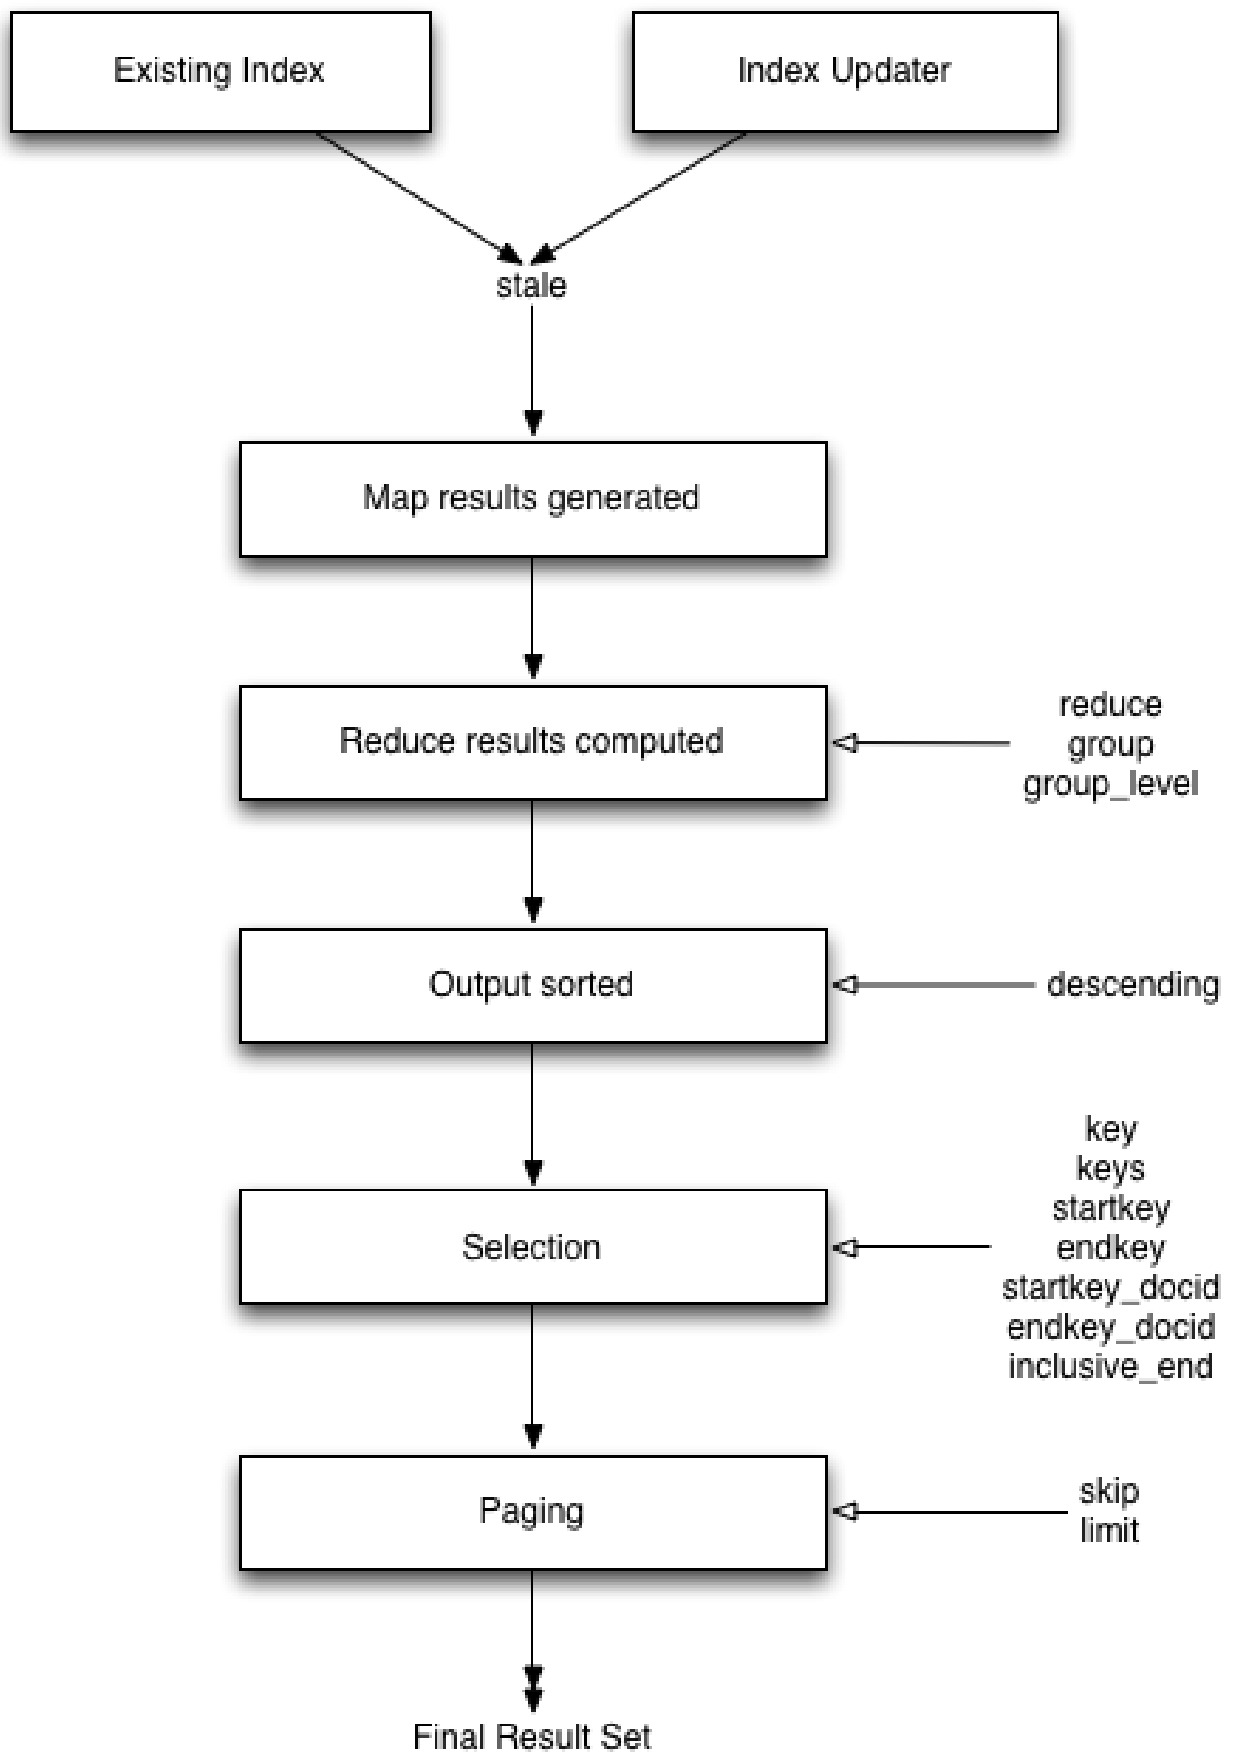 Existing Index
Index Updater
stale
Map results generated
Reduce results computed
reduce
group
group_level
Output sorted
descending
Selection
key
keys
startkey
endkey
startkey_docid
endkey_docid
inclusive_end
Paging
skip
limit
Final Result Set